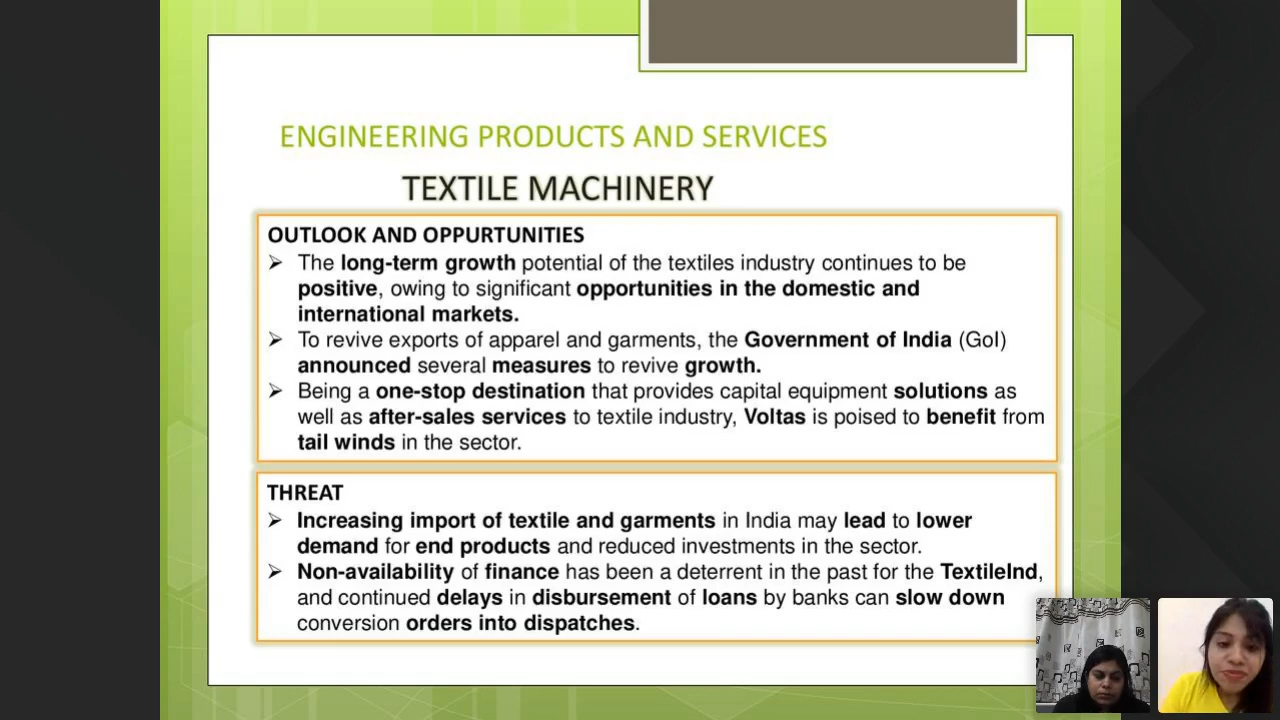 ENGINEERING PRODUCTS AND SERVICES
TEXTILE MACHINERY
OUTLOOK AND OPPURTUNITIES
➢ The long-term growth potential of the textiles industry continues to be
positive, owing to significant opportunities in the domestic and
international markets.
➢ To revive exports of apparel and garments, the Government of India (GoI)
announced several measures to revive growth.
➢ Being a one-stop destination that provides capital equipment solutions as
well as after-sales services to textile industry, Voltas is poised to benefit from
tail winds in the sector.
THREAT
➢ Increasing import of textile and garments in India may lead to lower
demand for end products and reduced investments in the sector.
➢ Non-availability of finance has been a deterrent in the past for the TextileInd,
and continued delays in disbursement of loans by banks can slow down
conversion orders into dispatches.